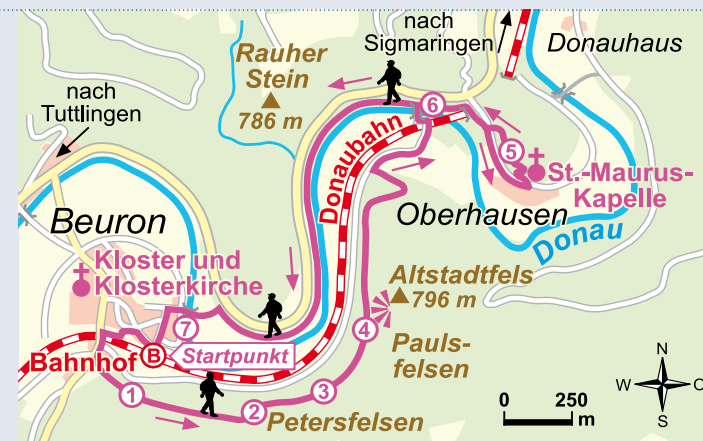 nach
Sigmaringen
Donauhaus
Rauher
Stein
786 m
nach
Tuttlingen
6
5
St.-Maurus-
Kapelle
Donaubahn
Oberhausen
Donau
Beuron
Kloster und
Klosterkirche
Altstadtfels
796 m
7
4
Pauls-
felsen
Bahnhof
B
Startpunkt
1
2
3
Petersfelsen
N
W
O
S
0 250
m